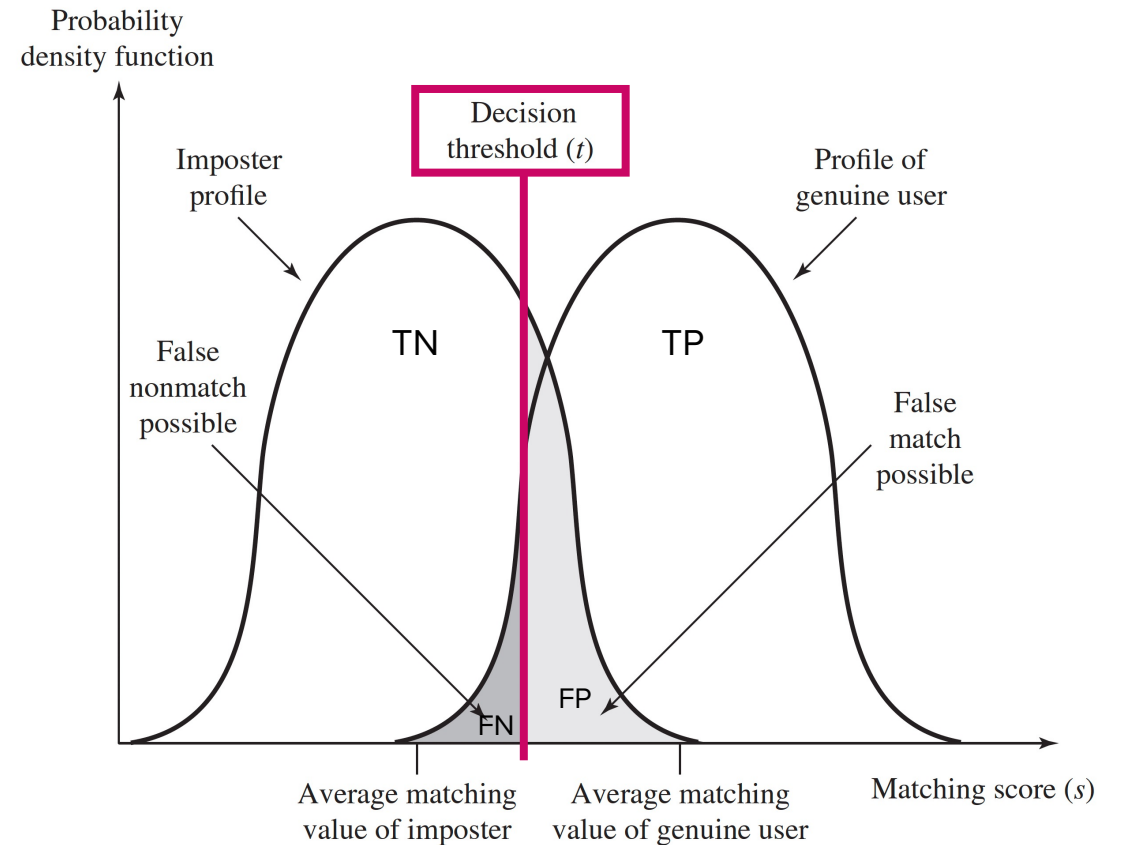 Probability
density function
Decision
threshold (t)
Imposter
profile
Profile of
genuine user
TN
TP
False
nonmatch
possible
False
match
possible
FP
FN
Average matching
value of imposter
Average matching
value of genuine user
Matching score (s)